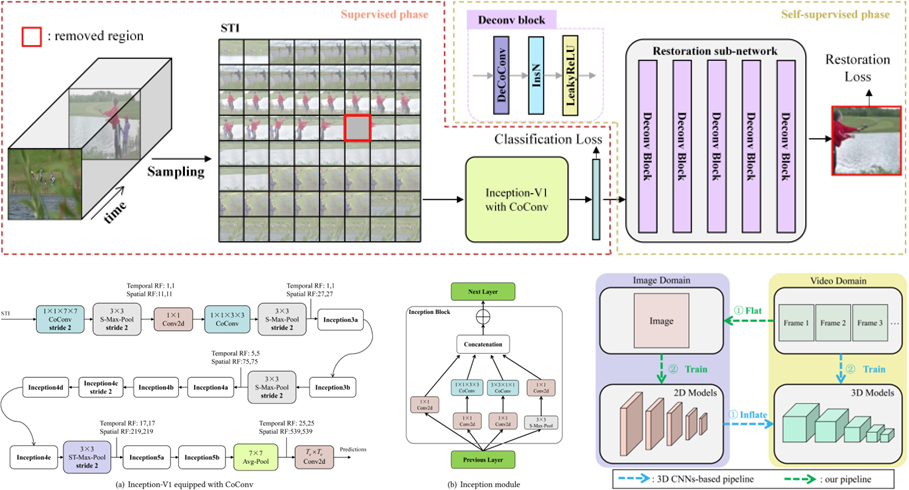 Supervised phase
: removed region
STI
Sampling
time
Inception-V1
with CoConv
Classification Loss
Deconv block
DeCoConv
InsN
LeakyReLU
Self-supervised phase
Restoration sub-network
Deconv Block
Deconv Block
Deconv Block
Deconv Block
Deconv Block
Restoration
Loss
STI
1×1×7×7
CoConv
stride 2
Temporal RF: 1,1
Spatial RF:11,11
3×3
S-Max-Pool
stride 2
1×1
Conv2d
1×1×3×3
CoConv
3×3
S-Max-Pool
stride 2
Temporal RF: 1,1
Spatial RF:27,27
Inception3a
Inception4d
Inception4c
stride 2
Inception4b
Inception4a
Temporal RF: 5,5
Spatial RF:75,75
3×3
S-Max-Pool
stride 2
Inception3b
Inception4e
3×3
ST-Max-Pool
stride 2
Temporal RF: 17,17
Spatial RF:219,219
Inception5a
Inception5b
7×7
Avg-Pool
Temporal RF: 25,25
Spatial RF:539,539
Conv2d
Predictions
(a) Inception-V1 equipped with CoConv
Next Layer
Inception Block
Concatenation
1×1
Conv2d
1×1×3×3
CoConv
3×3×1×1
CoConv
1×1
Conv2d
1×1
Conv2d
1×1
Conv2d
3×3
S-Max-Pool
Previous Layer
(b) Inception module
Image Domain
Image
② Train
2D Models
① Flat
① Inflate
Video Domain
Frame 1
Frame 2
Frame 3
...
② Train
3D Models
: 3D CNNs-based pipeline
: our pipeline